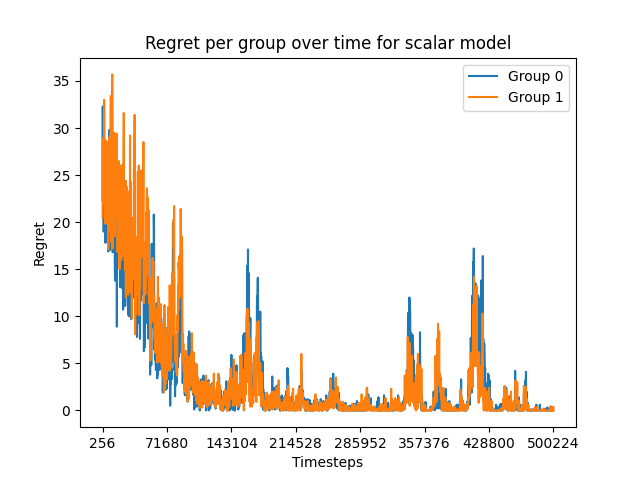 Regret per group over time for scalar model
Group 0
Group 1
35
30
25
20
15
10
5
0
Regret
256 71680 143104 214528 285952 357376 428800 500224
Timesteps